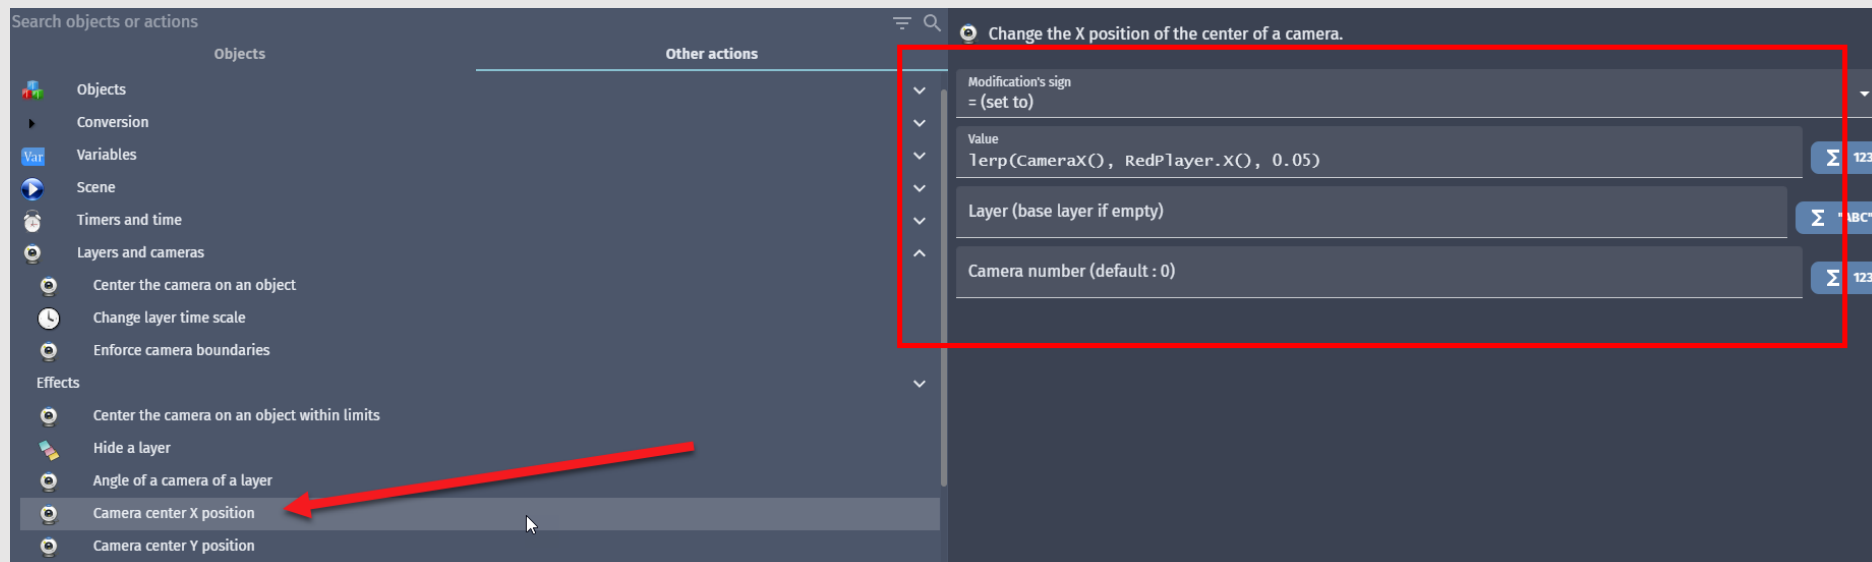 Search objects or actions
Objects
Other actions
Objects
Conversion
Var
Variables
Scene
Timers and time
Layers and cameras
Center the camera on an object
Change layer time scale
Enforce camera boundaries
Effects
Center the camera on an object within limits
Hide a layer
Angle of a camera of a layer
Camera center X position
Camera center Y position
Change the X position of the center of a camera.
Modification's sign
= (set to)
Value
lerp(CameraX(), RedPlayer.X(), 0.05)
Σ 123
Layer (base layer if empty)
Σ "ABC"
Camera number (default : 0)
Σ 123